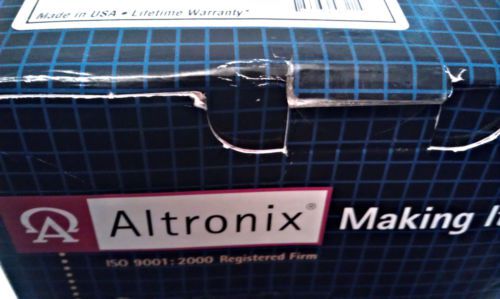 Made in USA • Lifetime Warranty*
Altronix® Making
ISO 9001:2000 Registered Firm